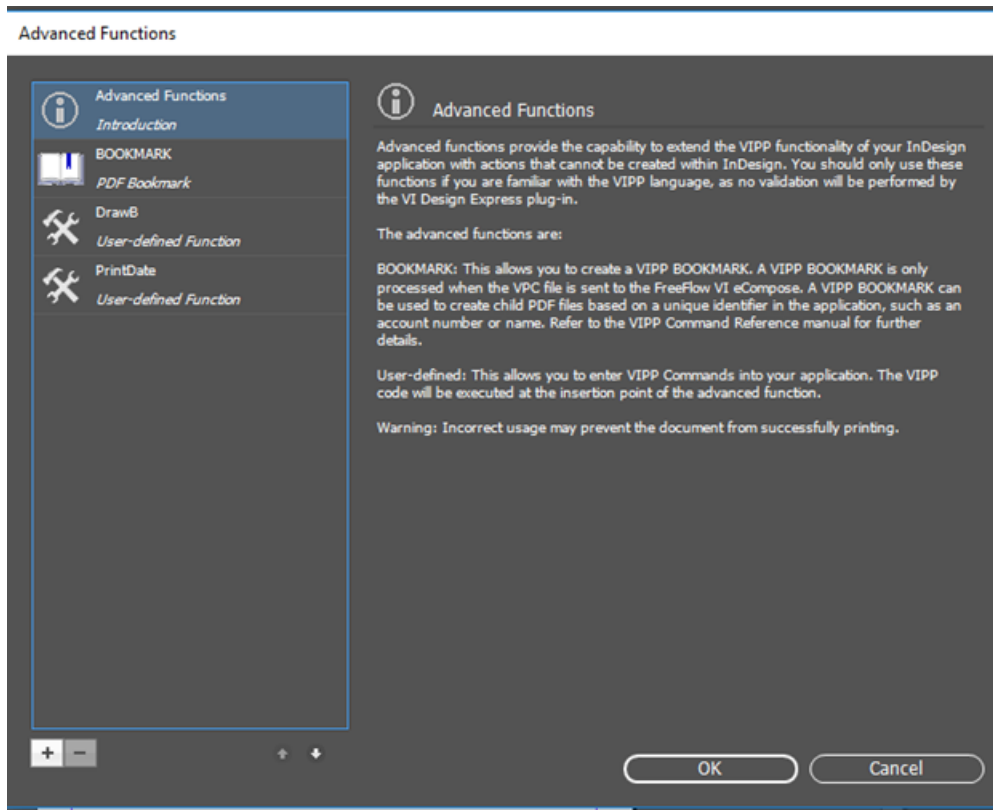 Advanced Functions
Advanced Functions
Introduction
BOOKMARK
PDF Bookmark
DrawB
User-defined Function
PrintDate
User-defined Function
Advanced Functions
Advanced functions provide the capability to extend the VIPP functionality of your InDesign
application with actions that cannot be created within InDesign. You should only use these
functions if you are familiar with the VIPP language, as no validation will be performed by
the VI Design Express plug-in.
The advanced functions are:
BOOKMARK: This allows you to create a VIPP BOOKMARK. A VIPP BOOKMARK is only
processed when the VPC file is sent to the FreeFlow VI eCompose. A VIPP BOOKMARK can
be used to create child PDF files based on a unique identifier in the application, such as an
account number or name. Refer to the VIPP Command Reference manual for further
details.
User-defined: This allows you to enter VIPP Commands into your application. The VIPP
code will be executed at the insertion point of the advanced function.
Warning: Incorrect usage may prevent the document from successfully printing.
OK
Cancel